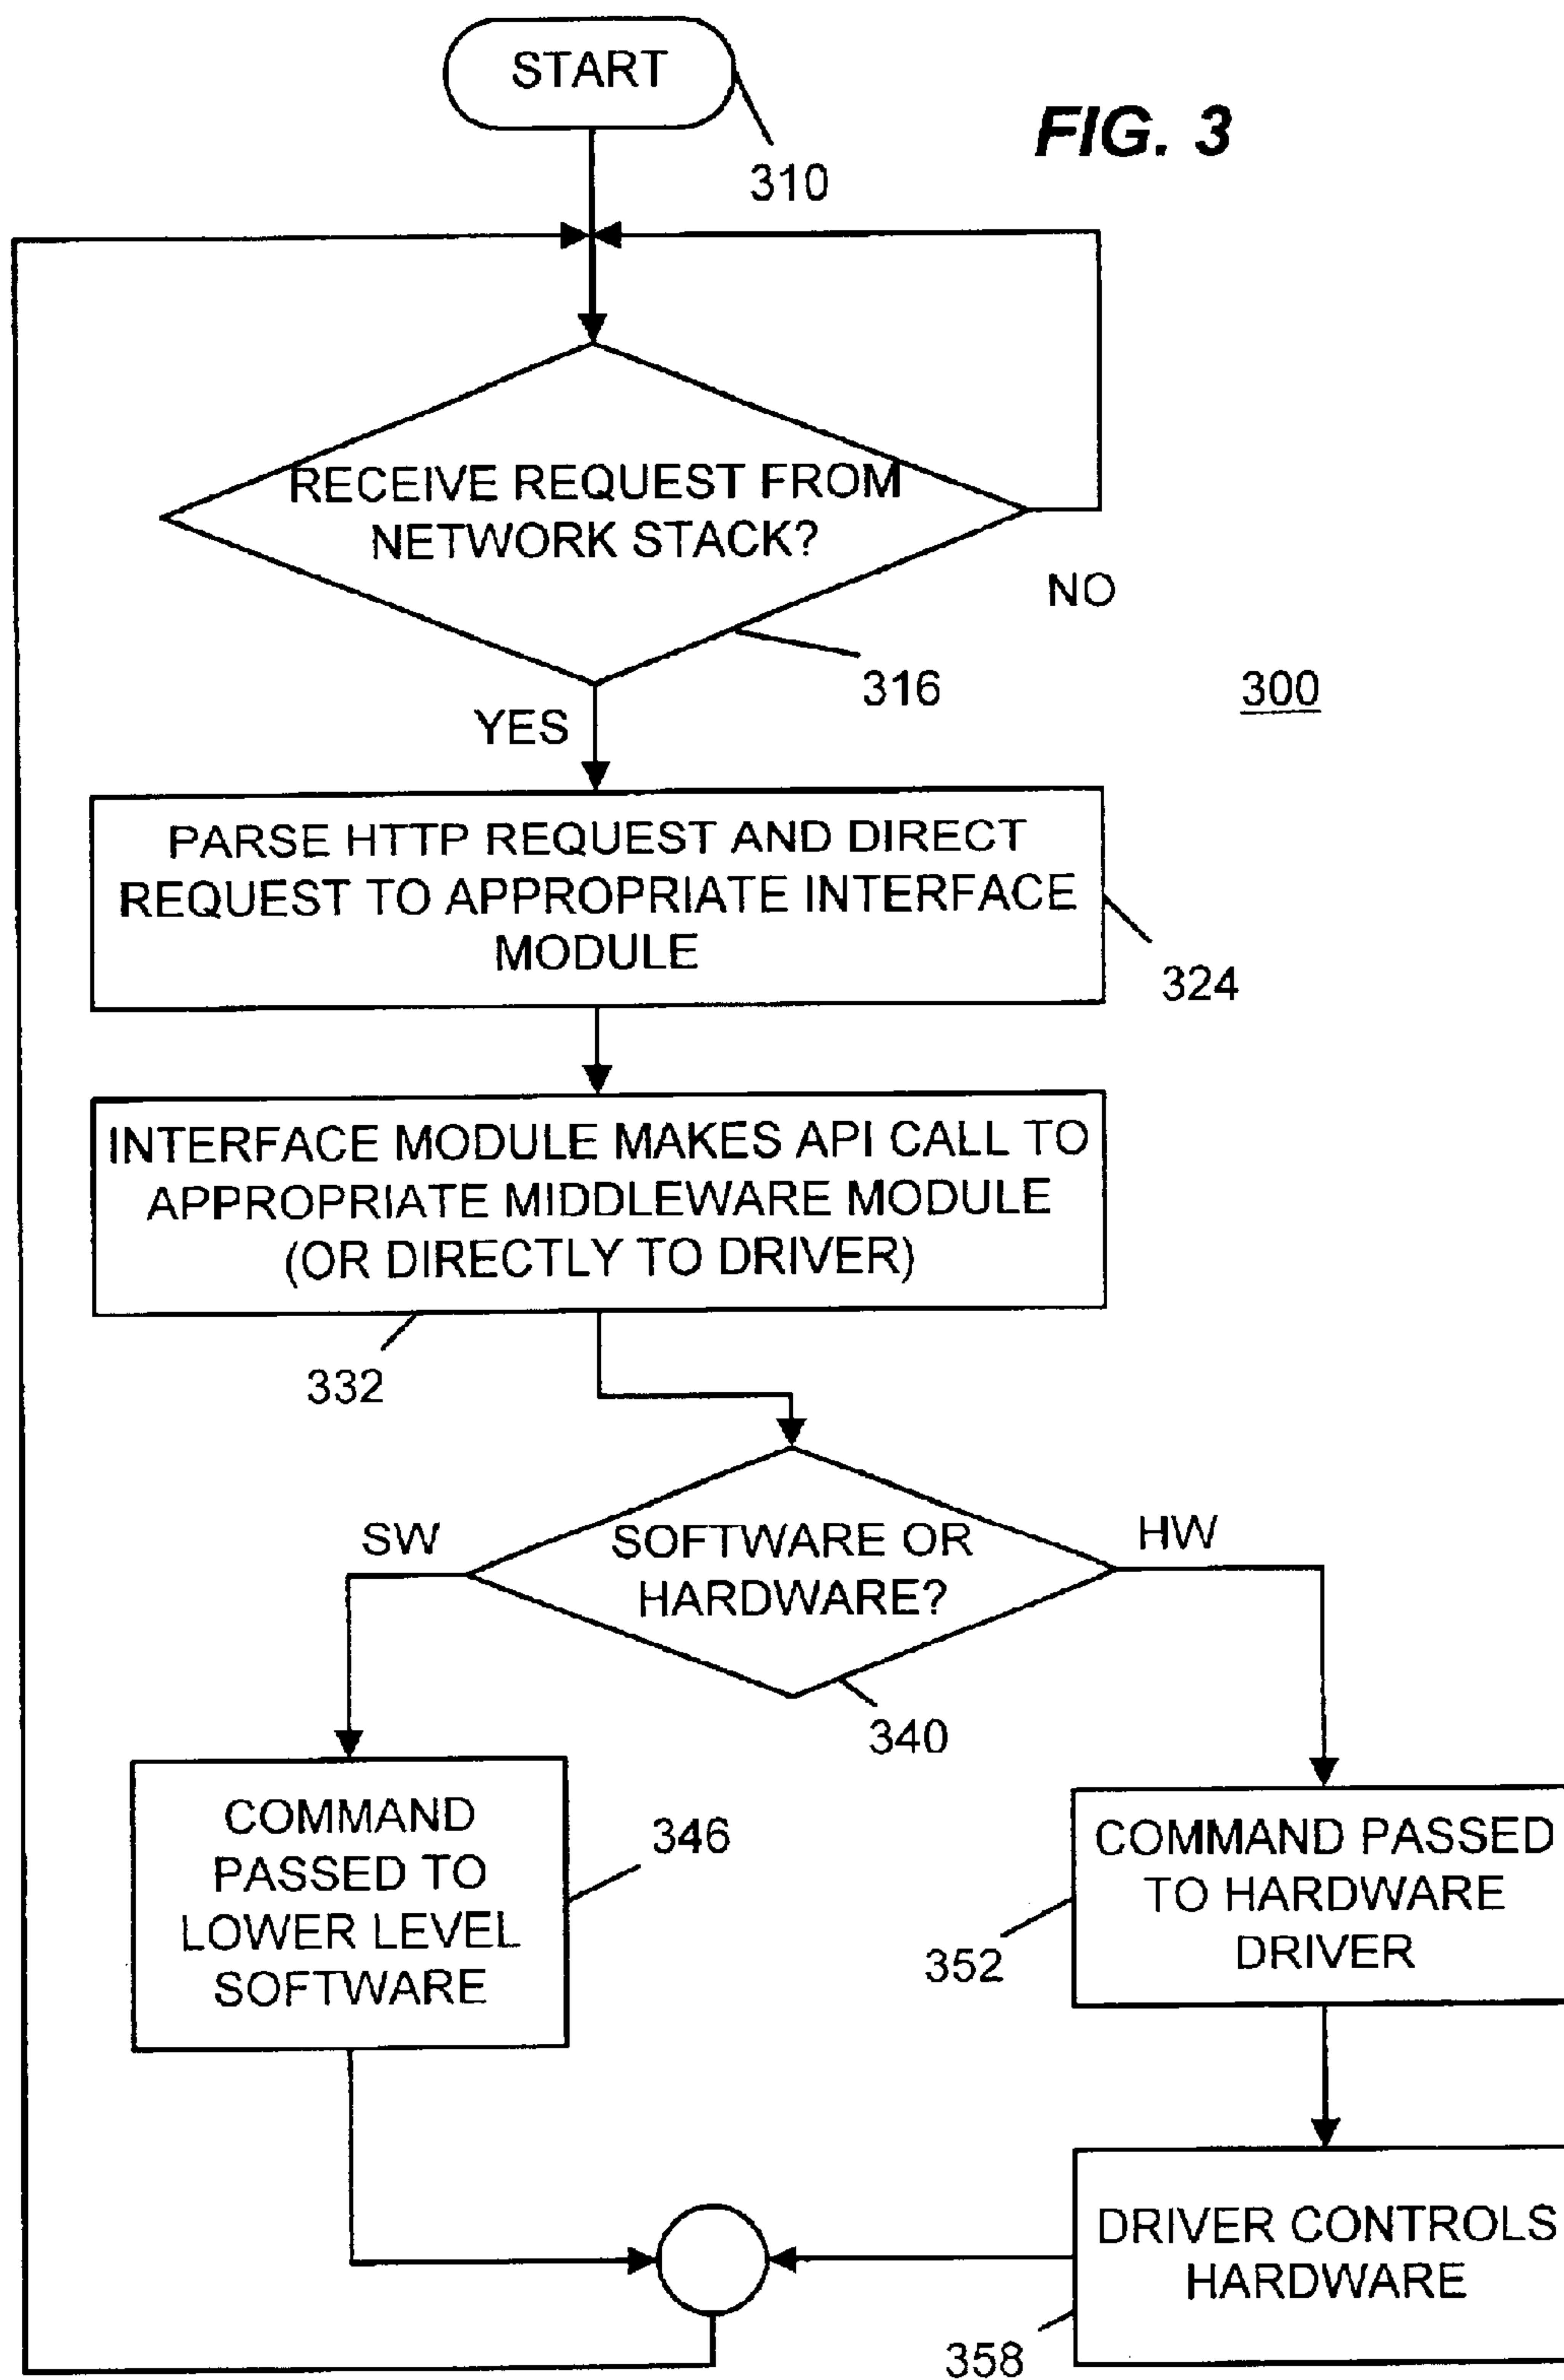 START
FIG. 3
310
RECEIVE REQUEST FROM
NETWORK STACK?
NO
316
300
YES
PARSE HTTP REQUEST AND DIRECT
REQUEST TO APPROPRIATE INTERFACE
MODULE
324
INTERFACE MODULE MAKES API CALL TO
APPROPRIATE MIDDLEWARE MODULE
(OR DIRECTLY TO DRIVER)
332
SW
SOFTWARE OR
HARDWARE?
HW
340
COMMAND
PASSED TO
LOWER LEVEL
SOFTWARE
346
COMMAND PASSED
TO HARDWARE
DRIVER
352
DRIVER CONTROLS
HARDWARE
358